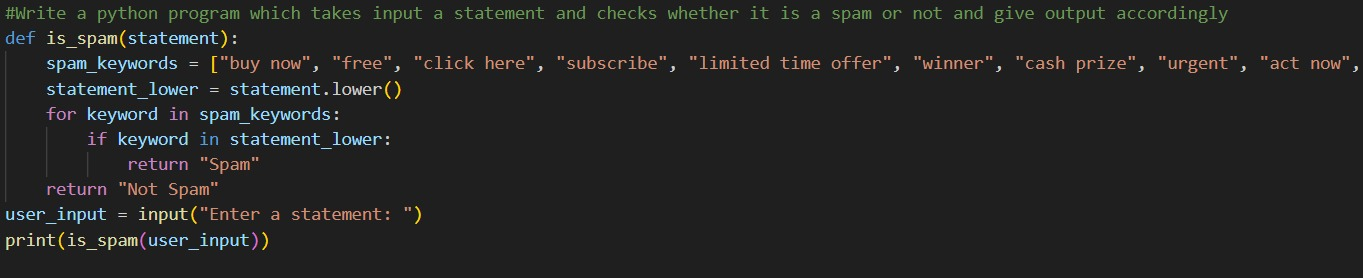 #Write a python program which takes input a statement and checks whether it is a spam or not and give output accordingly
def is_spam(statement):
    spam_keywords = ["buy now", "free", "click here", "subscribe", "limited time offer", "winner", "cash prize", "urgent", "act now",
    statement_lower = statement.lower()
    for keyword in spam_keywords:
        if keyword in statement_lower:
            return "Spam"
    return "Not Spam"
user_input = input("Enter a statement: ")
print(is_spam(user_input))